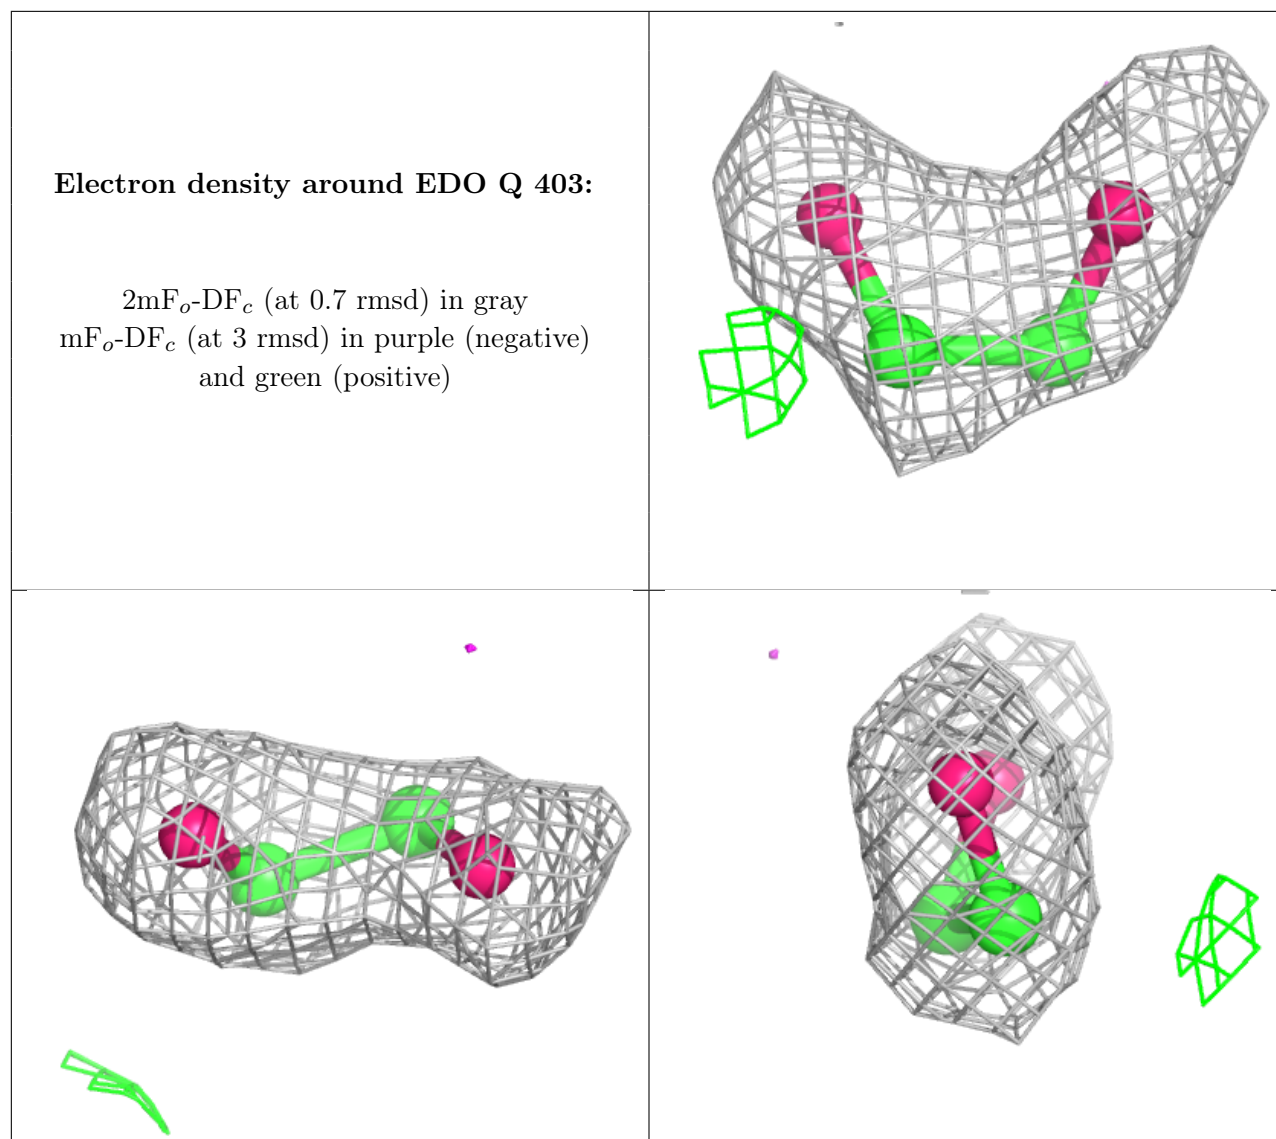 Electron density around EDO Q 403:
2mFo-DFc (at 0.7 rmsd) in gray
mFo-DFc (at 3 rmsd) in purple (negative)
and green (positive)